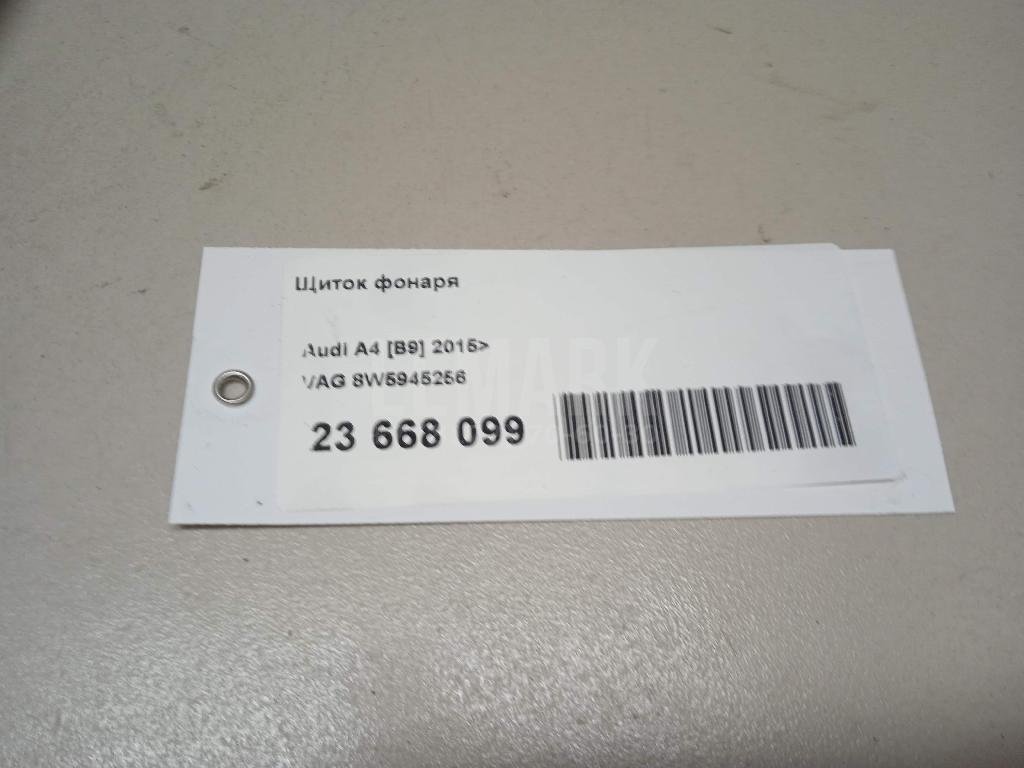 Щиток фонаря
Audi A4 [B9] 2015>
VAG 8W5945256
23 668 099